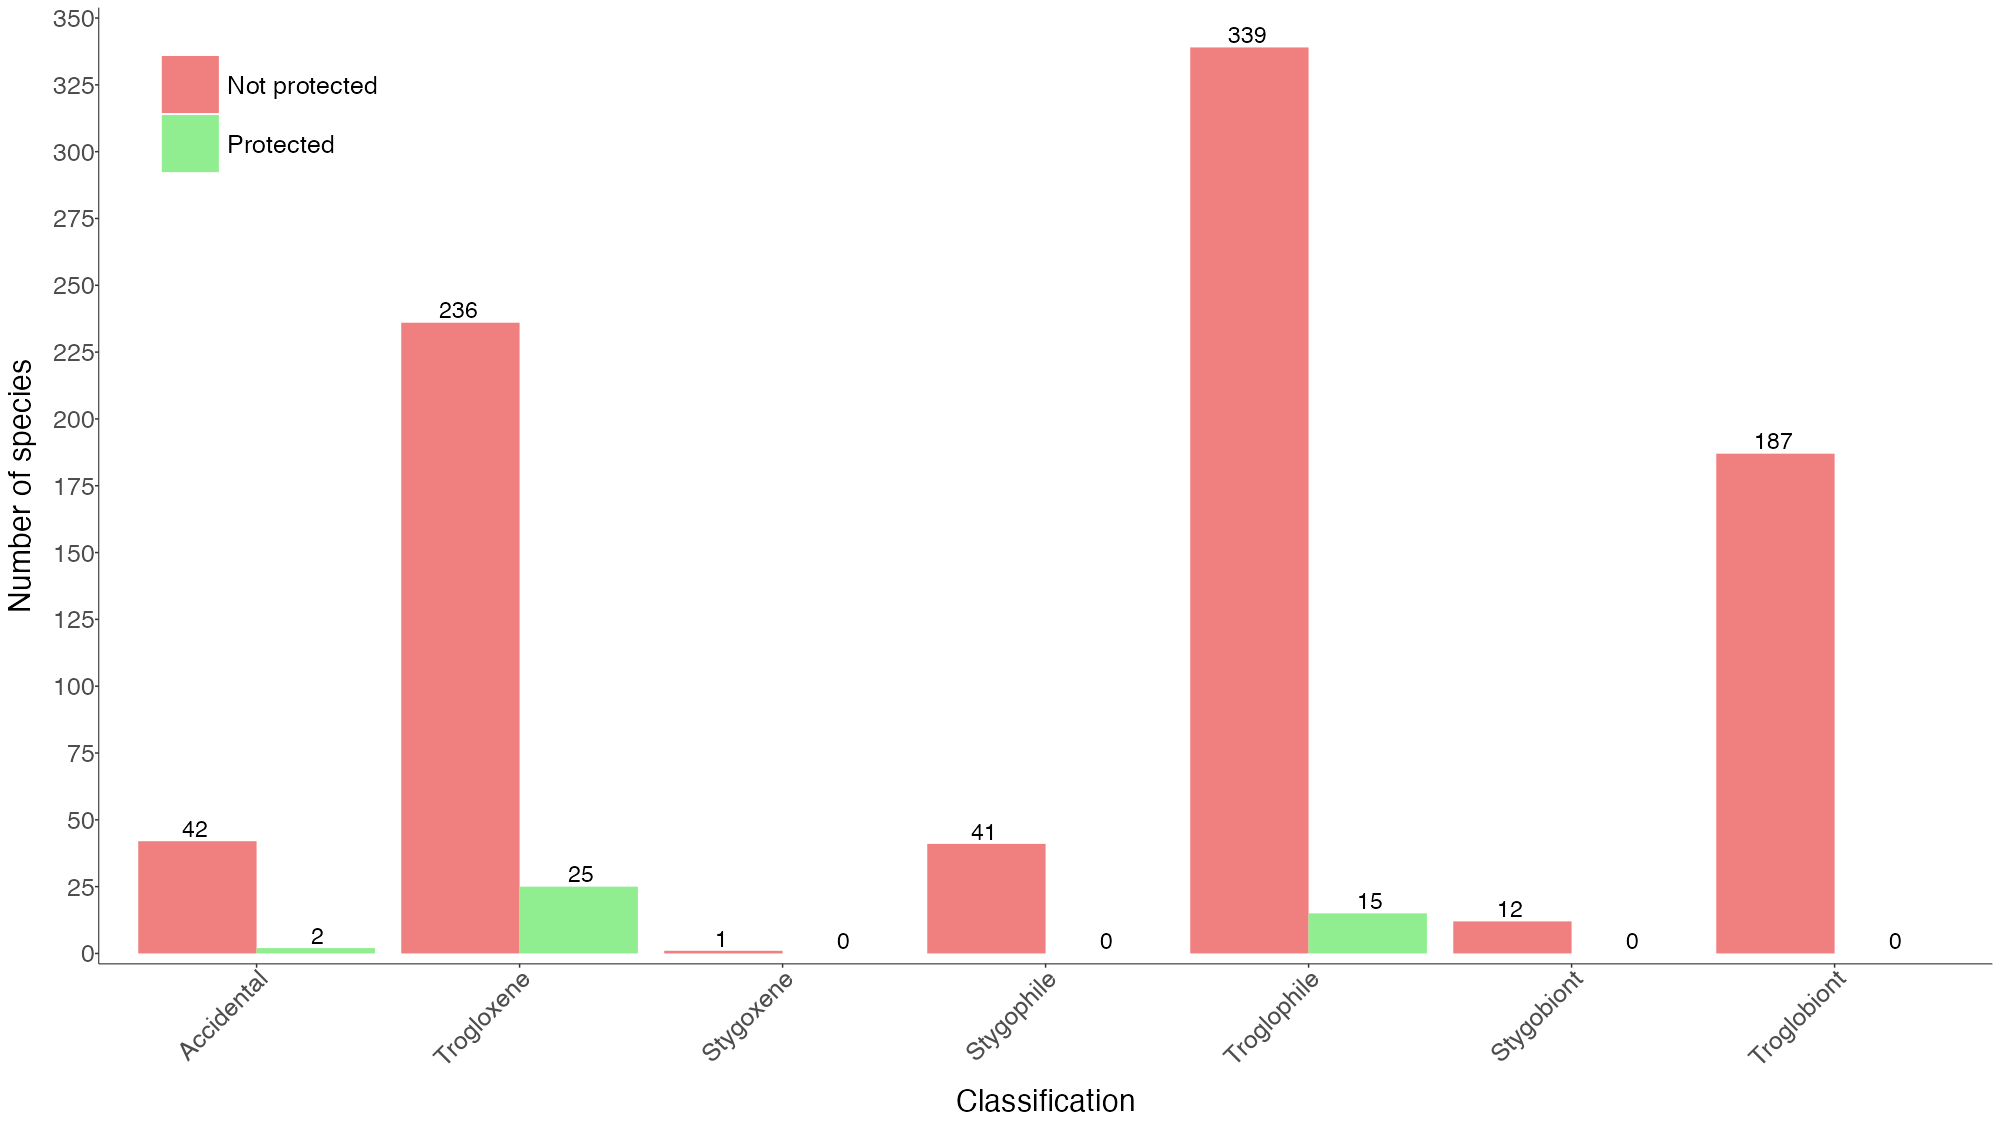 350
325
300
275
250
225
200
175
150
125
100
75
50
25
0
Number of species
Not protected
Protected
42
2
236
25
1
0
41
0
339
15
12
0
187
0
Accidental
Trogloxene
Stygoxene
Stygophile
Troglophile
Stygobiont
Troglobiont
Classification